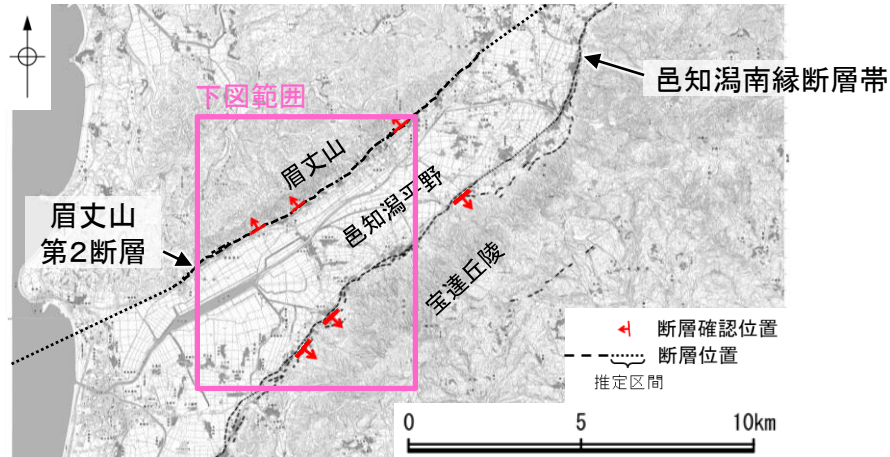 邑知潟南縁断層帯
下図範囲
眉丈山
邑知潟平野
眉丈山
第2断層
宝達丘陵
断層確認位置
断層位置
推定区間
0 5 10km